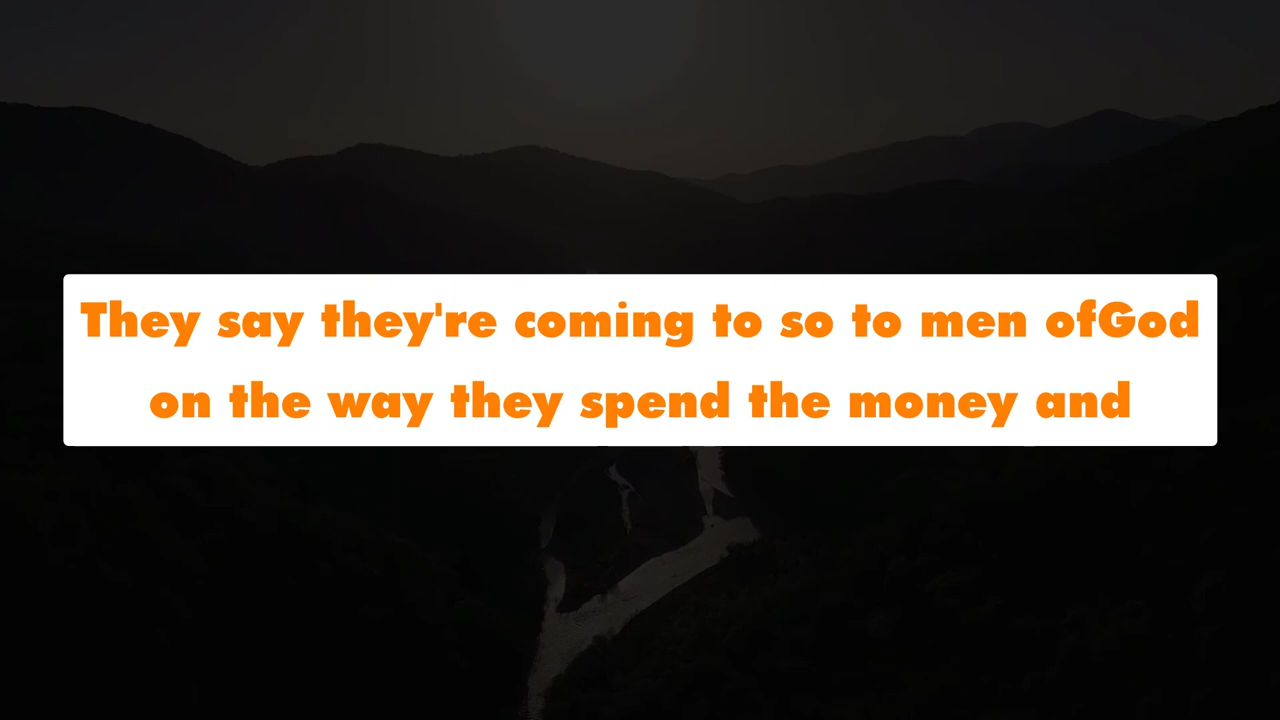 They say they're coming to so to men ofGod
on the way they spend the money and